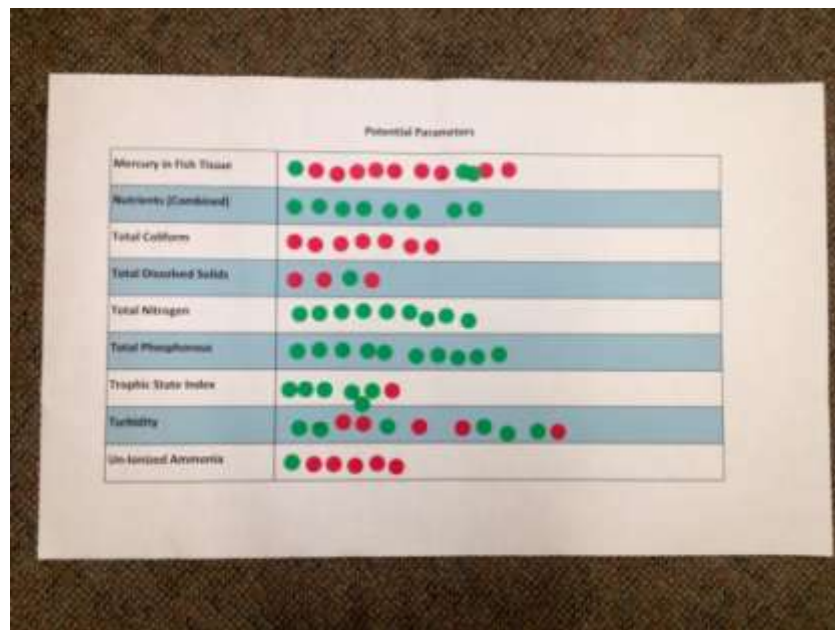 Potential Parameters
Mercury in Fish Tissue
Nutrients (Combined)
Total Coliform
Total Dissolved Solids
Total Nitrogen
Total Phosphorous
Trophic State Index
Turbidity
Un-Ionized Ammonia